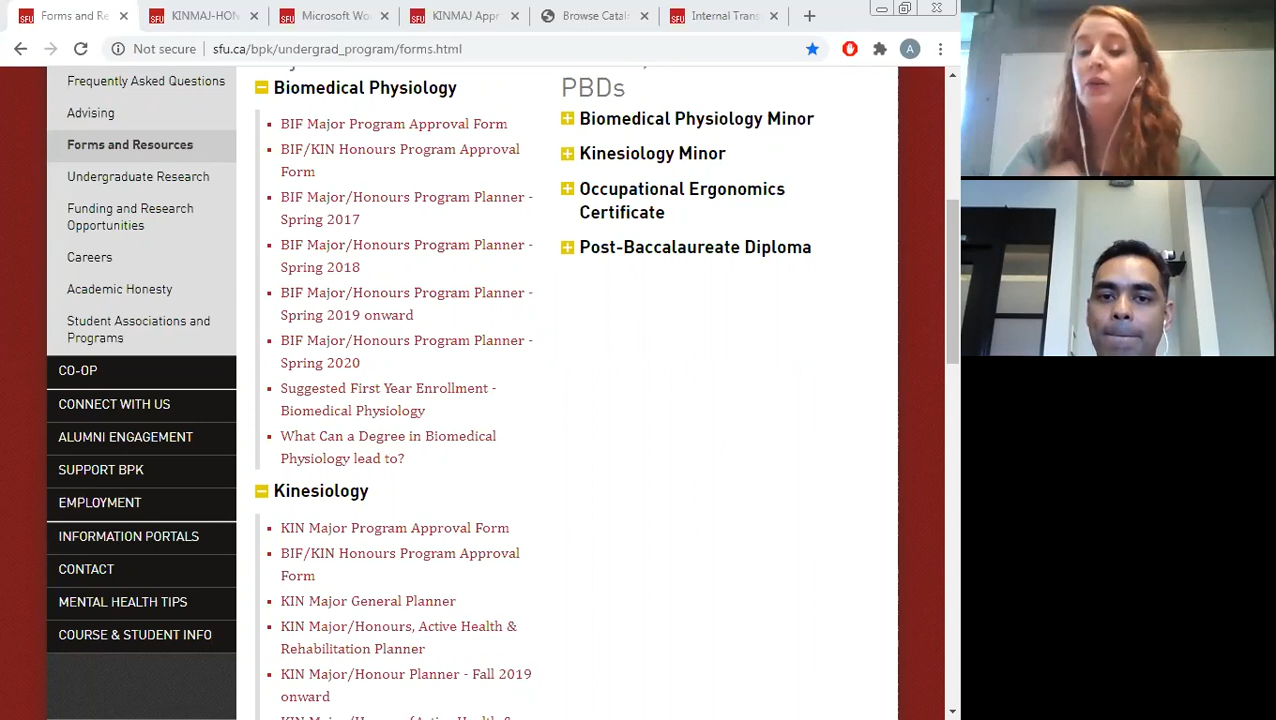 SFU Forms and Re
SFU KINMAJ-HON
SFU Microsoft Wo
SFU KINMAJ Appr
Browse Catal
SFU Internal Trans
Not secure
sfu.ca/bpk/undergrad_program/forms.html
A
Frequently Asked Questions
Advising
Forms and Resources
Undergraduate Research
Funding and Research
Opportunities
Careers
Academic Honesty
Student Associations and
Programs
CO-OP
CONNECT WITH US
ALUMNI ENGAGEMENT
SUPPORT BPK
EMPLOYMENT
INFORMATION PORTALS
CONTACT
MENTAL HEALTH TIPS
COURSE & STUDENT INFO
Biomedical Physiology
BIF Major Program Approval Form
BIF/KIN Honours Program Approval
Form
BIF Major/Honours Program Planner -
Spring 2017
BIF Major/Honours Program Planner -
Spring 2018
BIF Major/Honours Program Planner -
Spring 2019 onward
BIF Major/Honours Program Planner -
Spring 2020
Suggested First Year Enrollment -
Biomedical Physiology
What Can a Degree in Biomedical
Physiology lead to?
Kinesiology
KIN Major Program Approval Form
BIF/KIN Honours Program Approval
Form
KIN Major General Planner
KIN Major/Honours, Active Health &
Rehabilitation Planner
KIN Major/Honour Planner - Fall 2019
onward
PBDs
Biomedical Physiology Minor
Kinesiology Minor
Occupational Ergonomics
Certificate
Post-Baccalaureate Diploma